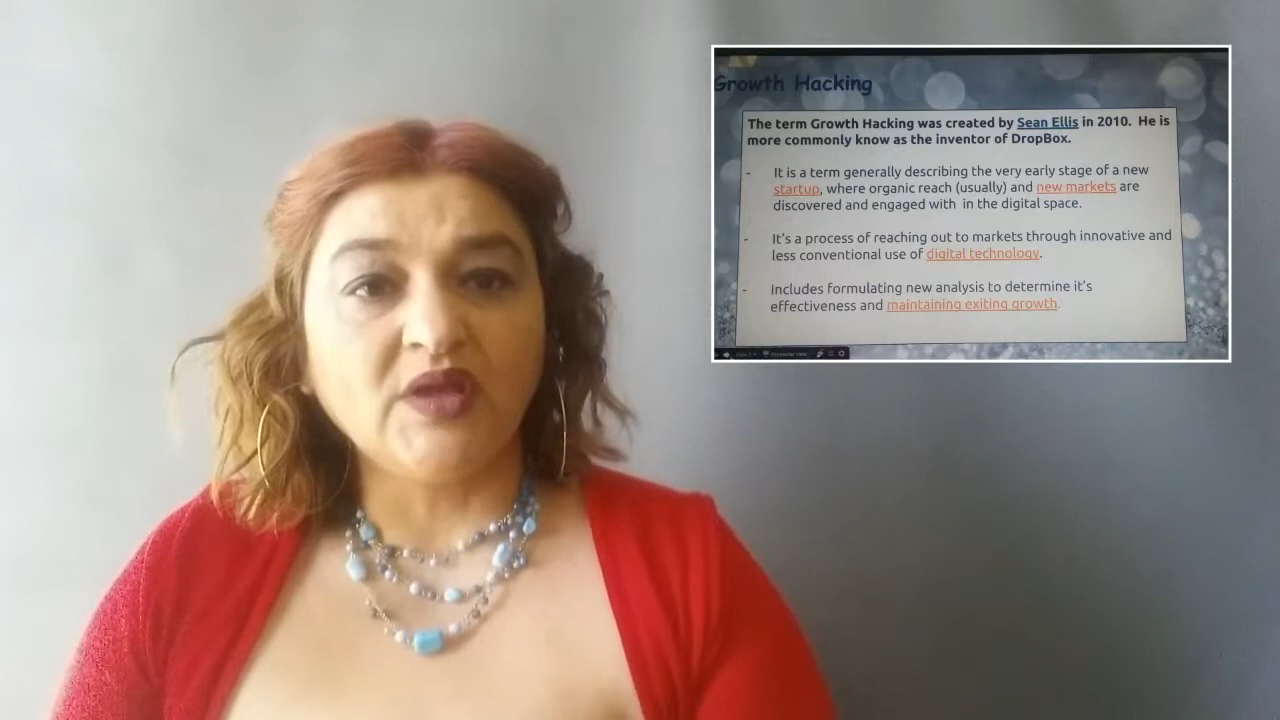 Growth Hacking
The term Growth Hacking was created by Sean Ellis in 2010. He is
more commonly know as the inventor of DropBox.
- It is a term generally describing the very early stage of a new
startup, where organic reach (usually) and new markets are
discovered and engaged with in the digital space.
- It's a process of reaching out to markets through innovative and
less conventional use of digital technology.
- Includes formulating new analysis to determine it's
effectiveness and maintaining exiting growth.